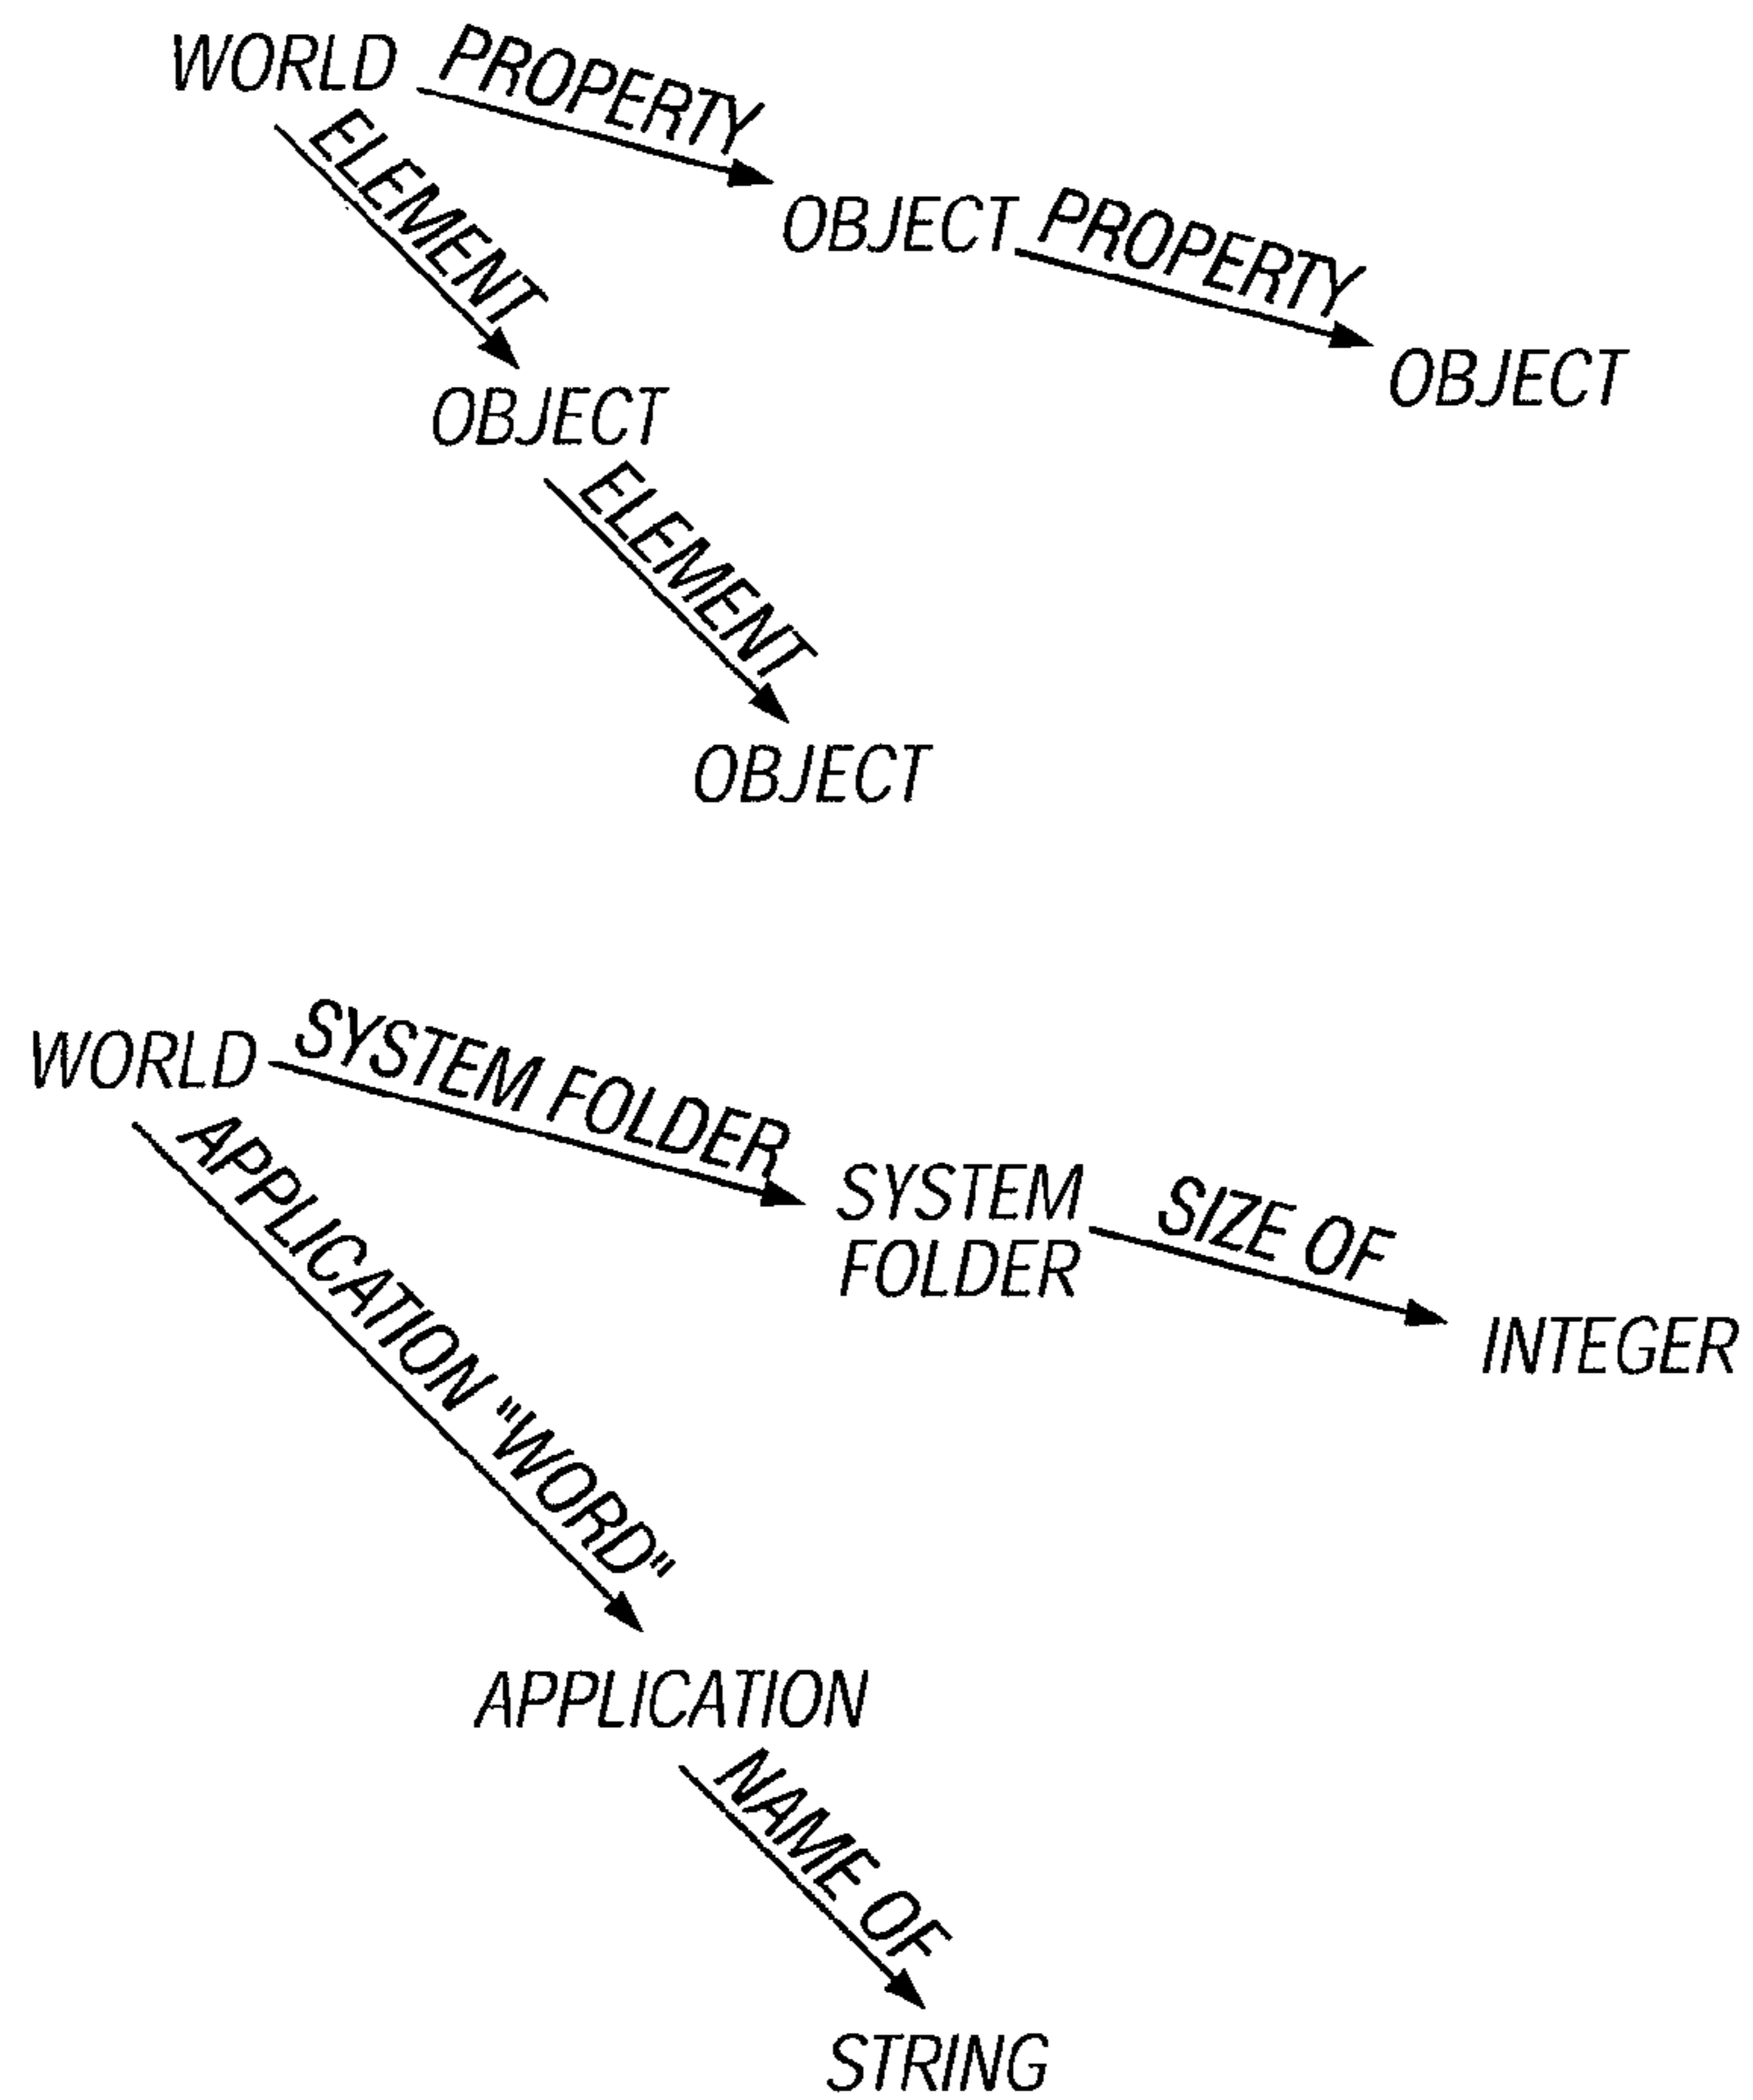 WORLD
PROPERTY
ELEMENT
OBJECT
PROPERTY
OBJECT
OBJECT
ELEMENT
OBJECT
WORLD
SYSTEM FOLDER
APPLICATION "WORD"
SYSTEM
FOLDER
SIZE OF
INTEGER
APPLICATION
NAME OF
STRING